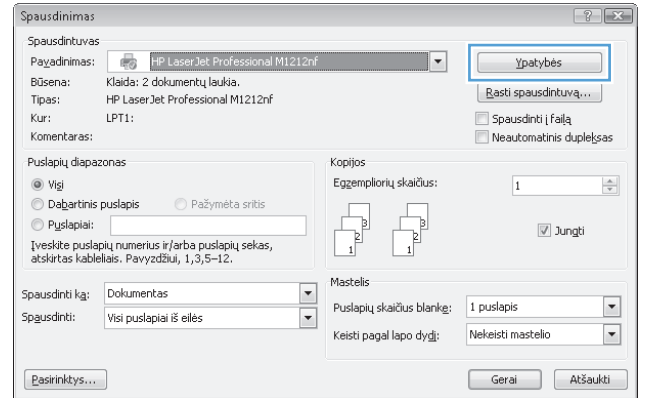 Spausdinimas
Spausdintuvas
Pavadinimas: HP LaserJet Professional M1212nf
Ypatybės
Būsena: Klaida: 2 dokumentų laukia.
Tipas: HP LaserJet Professional M1212nf
Rasti spausdintuvą...
Kur: LPT1:
Spausdinti į failą
Komentaras:
Neautomatinis dupleksas
Puslapių diapazonas
Visi
Dabartinis puslapis
Pažymėta sritis
Puslapiai:
Įveskite puslapių numerius ir/arba puslapių sekas,
atskirtas kableliais. Pavyzdžiui, 1,3,5–12.
Kopijos
Egzempliorių skaičius: 1
3
2
1
3
2
1
Jungti
Spausdinti ką: Dokumentas
Spausdinti: Visi puslapiai iš eilės
Mastelis
Puslapių skaičius blanke: 1 puslapis
Keisti pagal lapo dydį: Nekeisti mastelio
Pasirinktys...
Gerai
Atšaukti